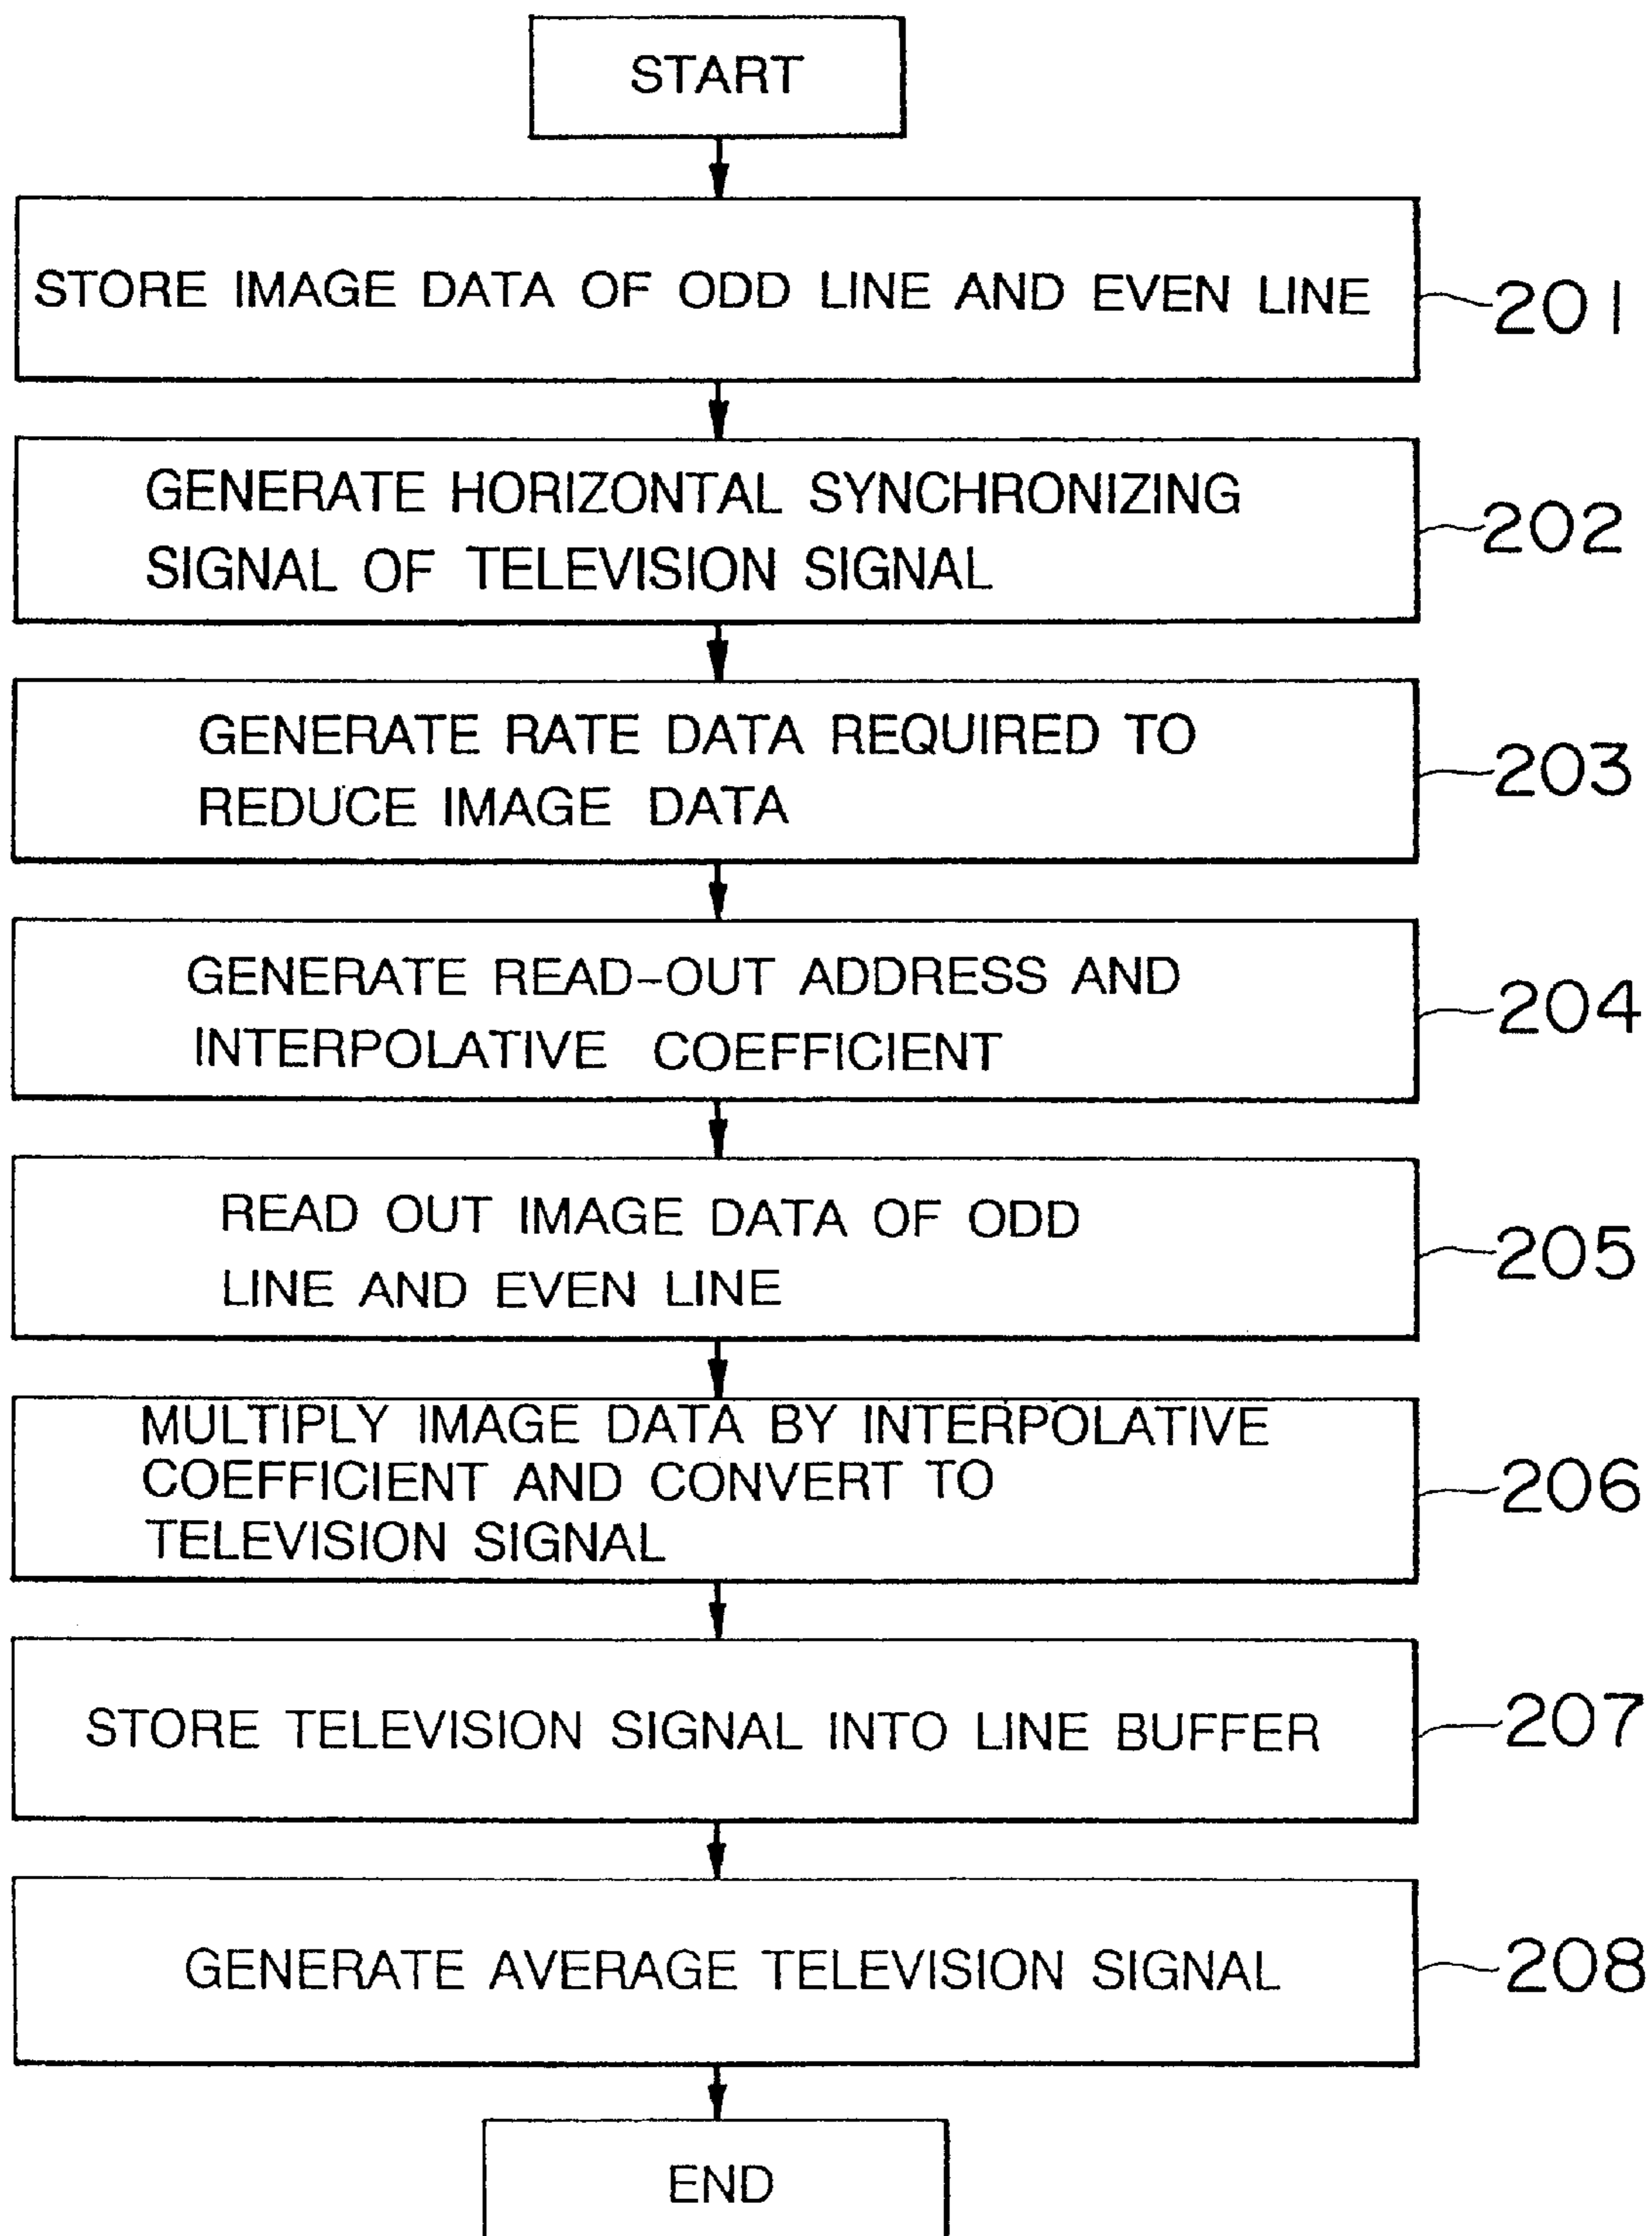 START
STORE IMAGE DATA OF ODD LINE AND EVEN LINE
201
GENERATE HORIZONTAL SYNCHRONIZING
SIGNAL OF TELEVISION SIGNAL
202
GENERATE RATE DATA REQUIRED TO
REDUCE IMAGE DATA
203
GENERATE READ-OUT ADDRESS AND
INTERPOLATIVE COEFFICIENT
204
READ OUT IMAGE DATA OF ODD
LINE AND EVEN LINE
205
MULTIPLY IMAGE DATA BY INTERPOLATIVE
COEFFICIENT AND CONVERT TO
TELEVISION SIGNAL
206
STORE TELEVISION SIGNAL INTO LINE BUFFER
207
GENERATE AVERAGE TELEVISION SIGNAL
208
END